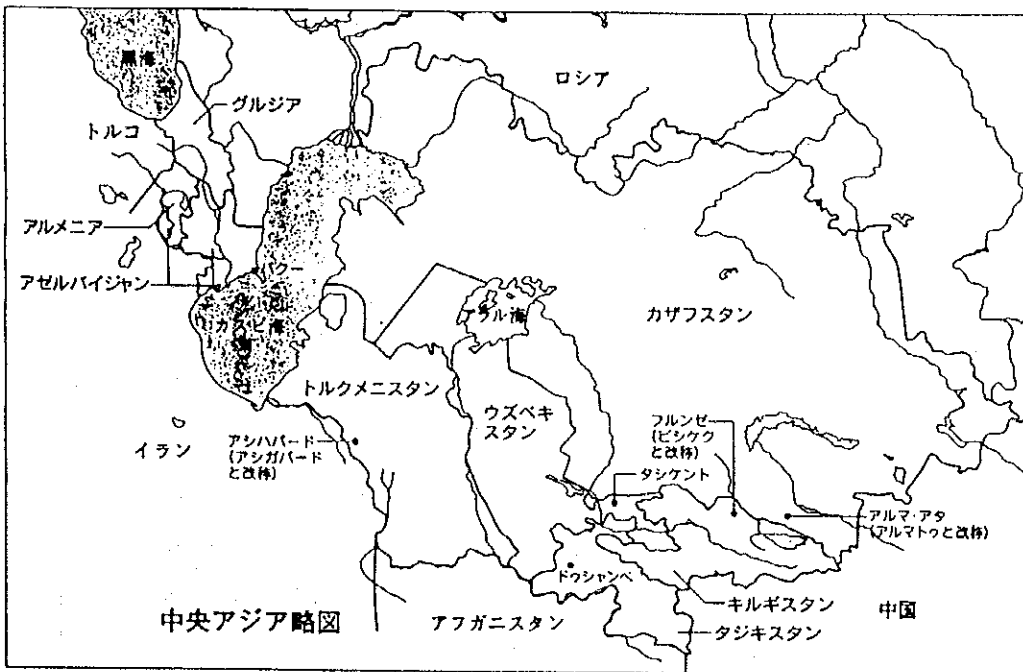 黒海
ロシア
グルジア
トルコ
アルメニア
アゼルバイジャン
バクー
カスピ海
アラル海
カザフスタン
トルクメニスタン
ウズベキ
スタン
フルンゼ
(ビシケク
と改称)
イラン
アシハバード
(アシガバード
と改称)
タシケント
アルマ・アタ
(アルマトゥと改称)
ドゥシャンベ
キルギスタン
中国
中央アジア略図
アフガニスタン
タジキスタン